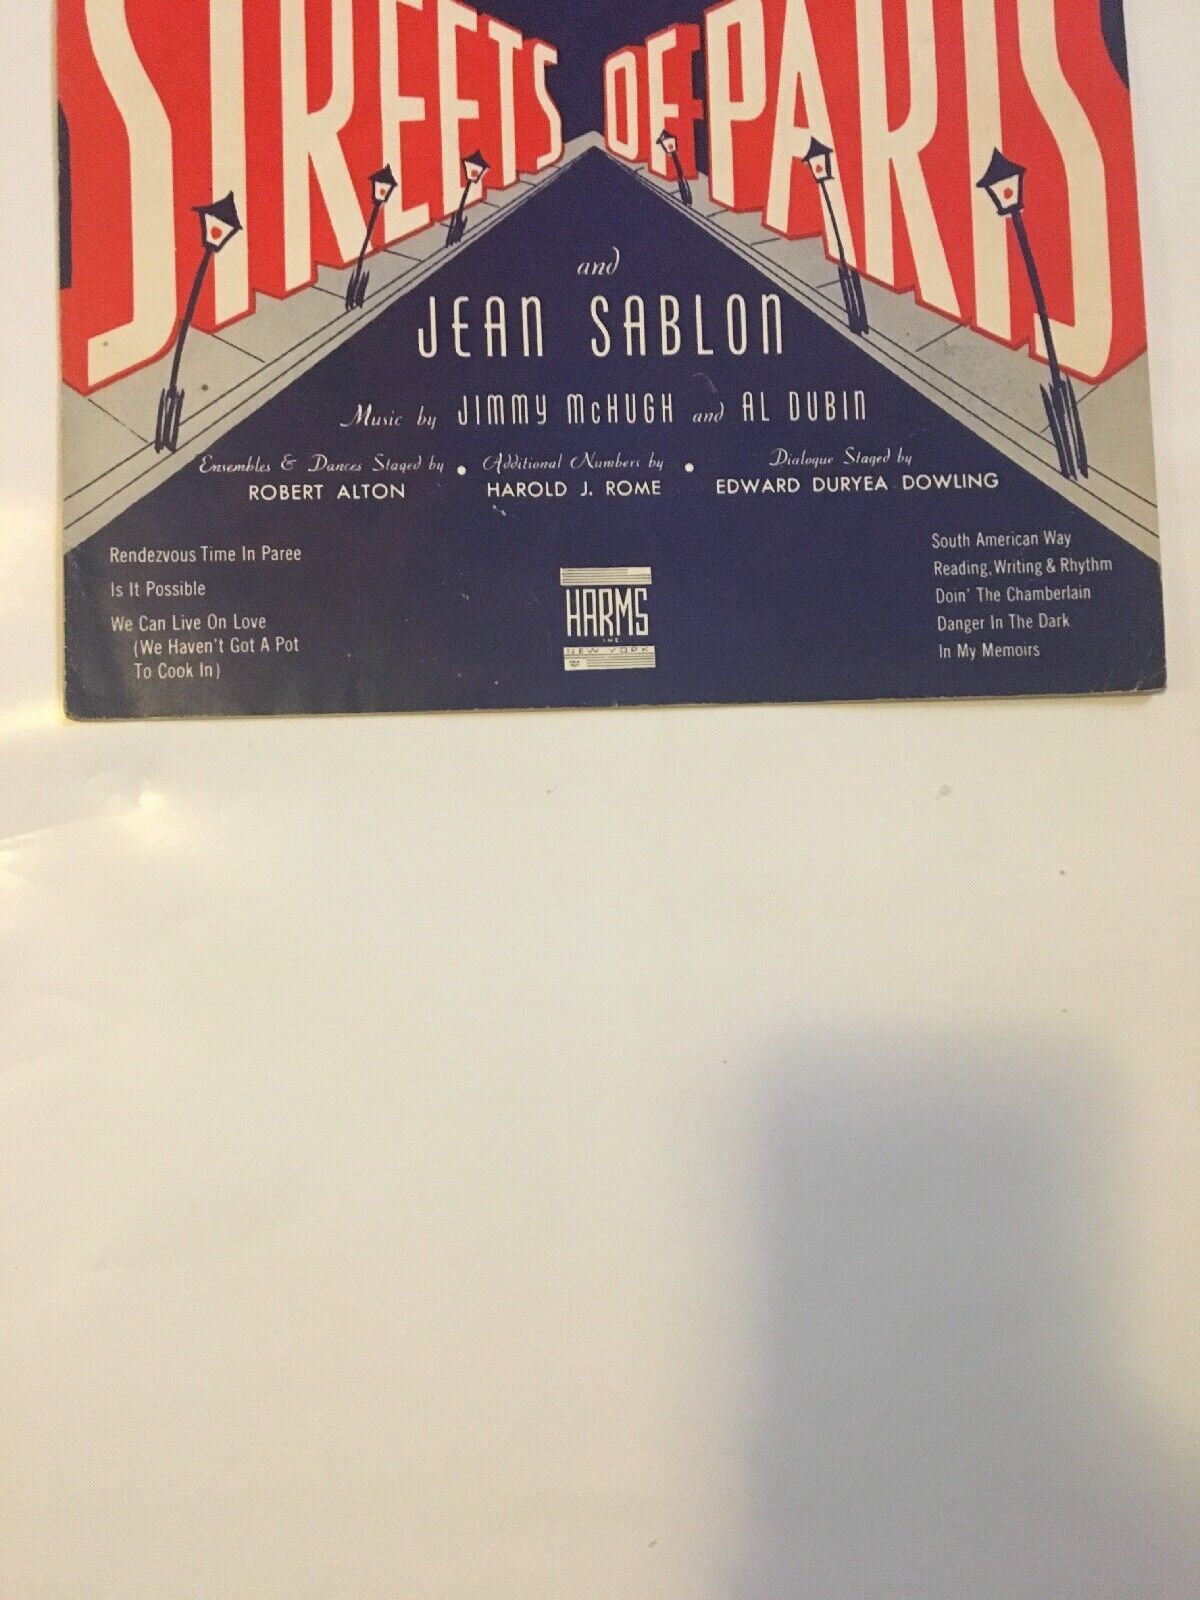 STREETS OF PARIS
and
JEAN SABLON
Music by JIMMY McHUGH and AL DUBIN
Ensembles & Dances Staged by
ROBERT ALTON
•
Additional Numbers by
HAROLD J. ROME
•
Dialogue Staged by
EDWARD DURYEA DOWLING
Rendezvous Time In Paree
Is It Possible
We Can Live On Love
(We Haven't Got A Pot
To Cook In)
HARMS
INC.
NEW YORK
South American Way
Reading, Writing & Rhythm
Doin' The Chamberlain
Danger In The Dark
In My Memoirs